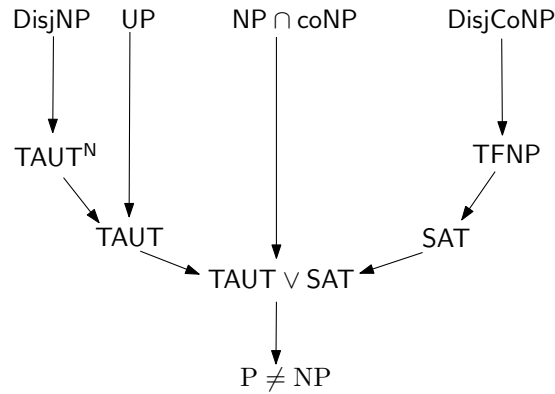 DisjNP UP NP ∩ coNP DisjCoNP
TAUT^N TFNP
TAUT SAT
TAUT ∨ SAT
P ≠ NP